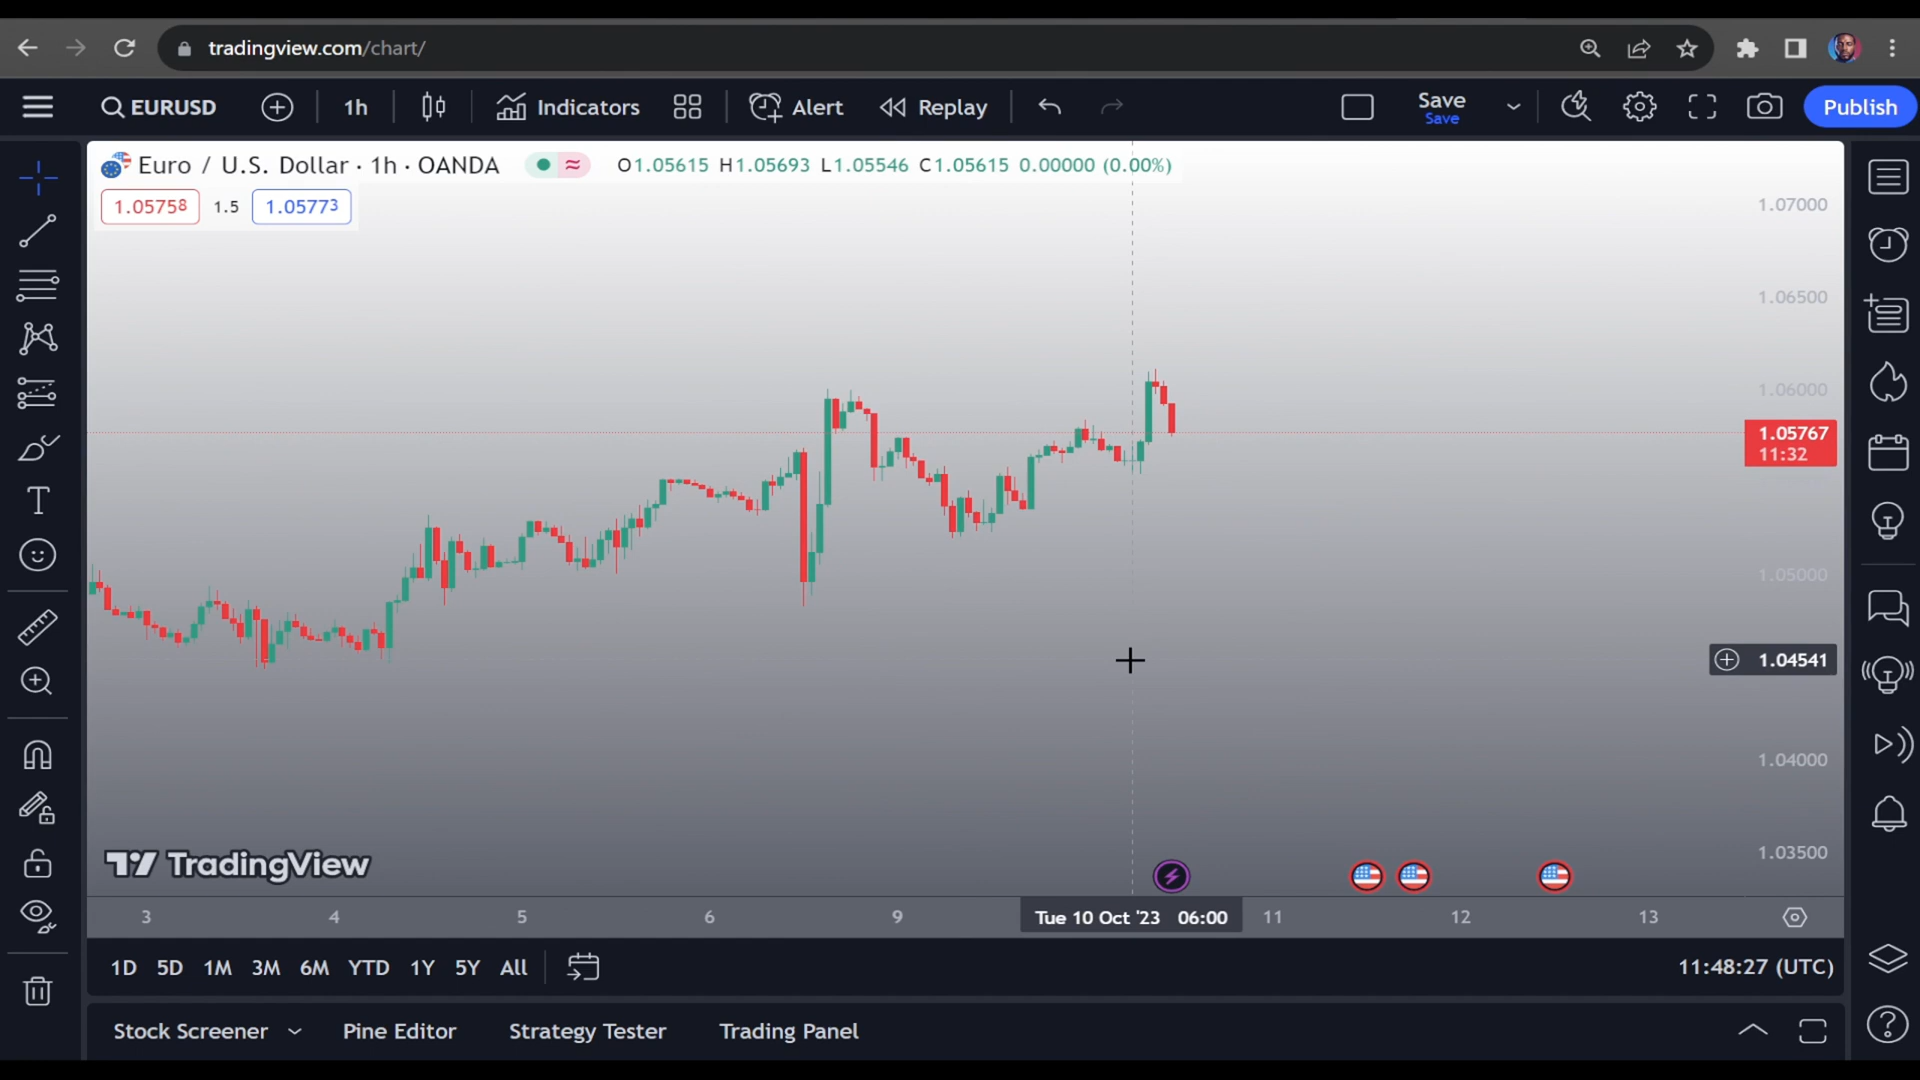 tradingview.com/chart/
EURUSD 1h Indicators Alert Replay Save Publish
Save
Euro / U.S. Dollar · 1h · OANDA O1.05615 H1.05693 L1.05546 C1.05615 0.00000 (0.00%)
1.05758 1.5 1.05773
1.07000
1.06500
1.06000
1.05767
11:32
1.05000
1.04541
1.04000
1.03500
TradingView
3 4 5 6 9 Tue 10 Oct '23 06:00 11 12 13
1D 5D 1M 3M 6M YTD 1Y 5Y All 11:48:27 (UTC)
Stock Screener Pine Editor Strategy Tester Trading Panel